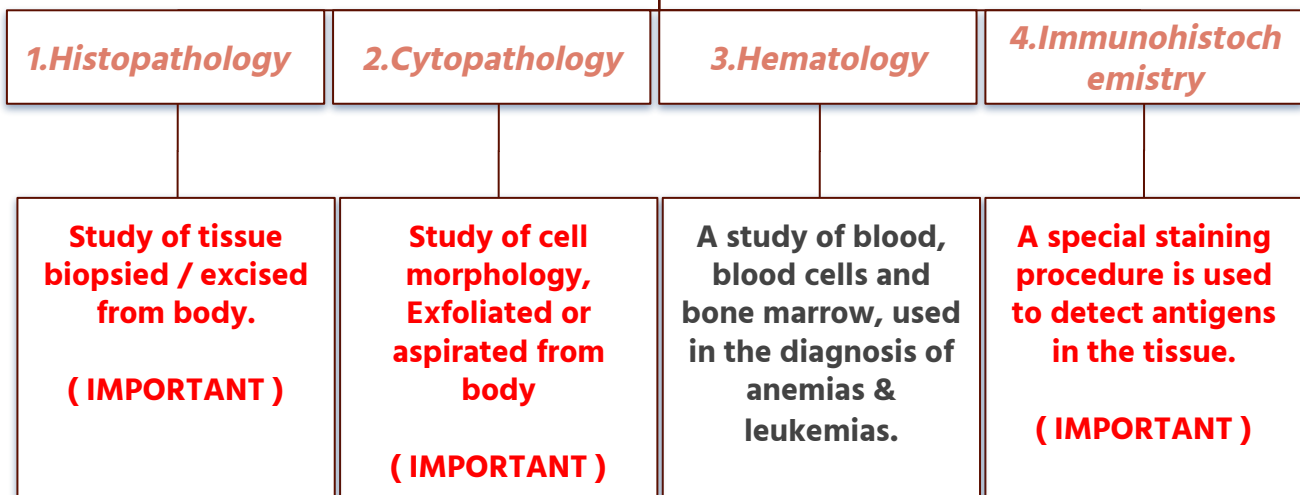 1.Histopathology
2.Cytopathology
3.Hematology
4.Immunohistoch
emistry
Study of tissue
biopsied / excised
from body.
( IMPORTANT )
Study of cell
morphology,
Exfoliated or
aspirated from
body
( IMPORTANT )
A study of blood,
blood cells and
bone marrow, used
in the diagnosis of
anemias &
leukemias.
A special staining
procedure is used
to detect antigens
in the tissue.
( IMPORTANT )